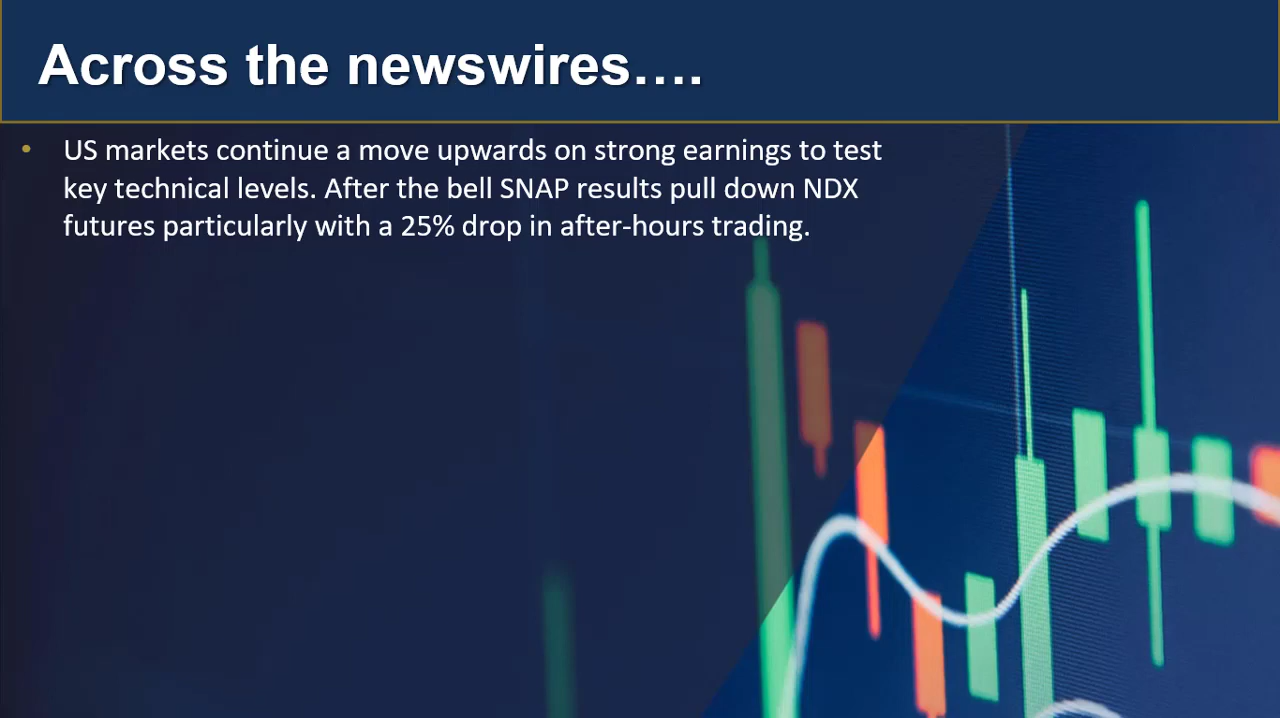 Across the newswires….
• US markets continue a move upwards on strong earnings to test
key technical levels. After the bell SNAP results pull down NDX
futures particularly with a 25% drop in after-hours trading.